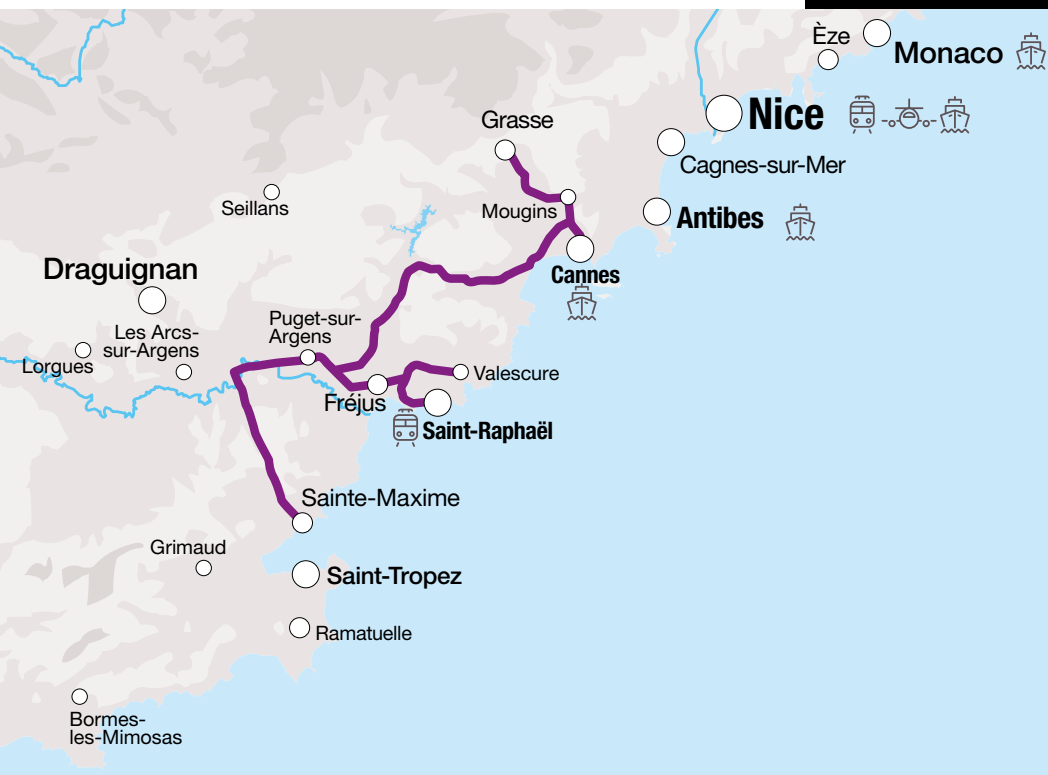 Èze
Monaco
Nice
Grasse
Cagnes-sur-Mer
Seillans
Mougins
Antibes
Draguignan
Cannes
Puget-sur-
Argens
Les Arcs-
sur-Argens
Lorgues
Valescure
Fréjus
Saint-Raphaël
Sainte-Maxime
Grimaud
Saint-Tropez
Ramatuelle
Bormes-
les-Mimosas